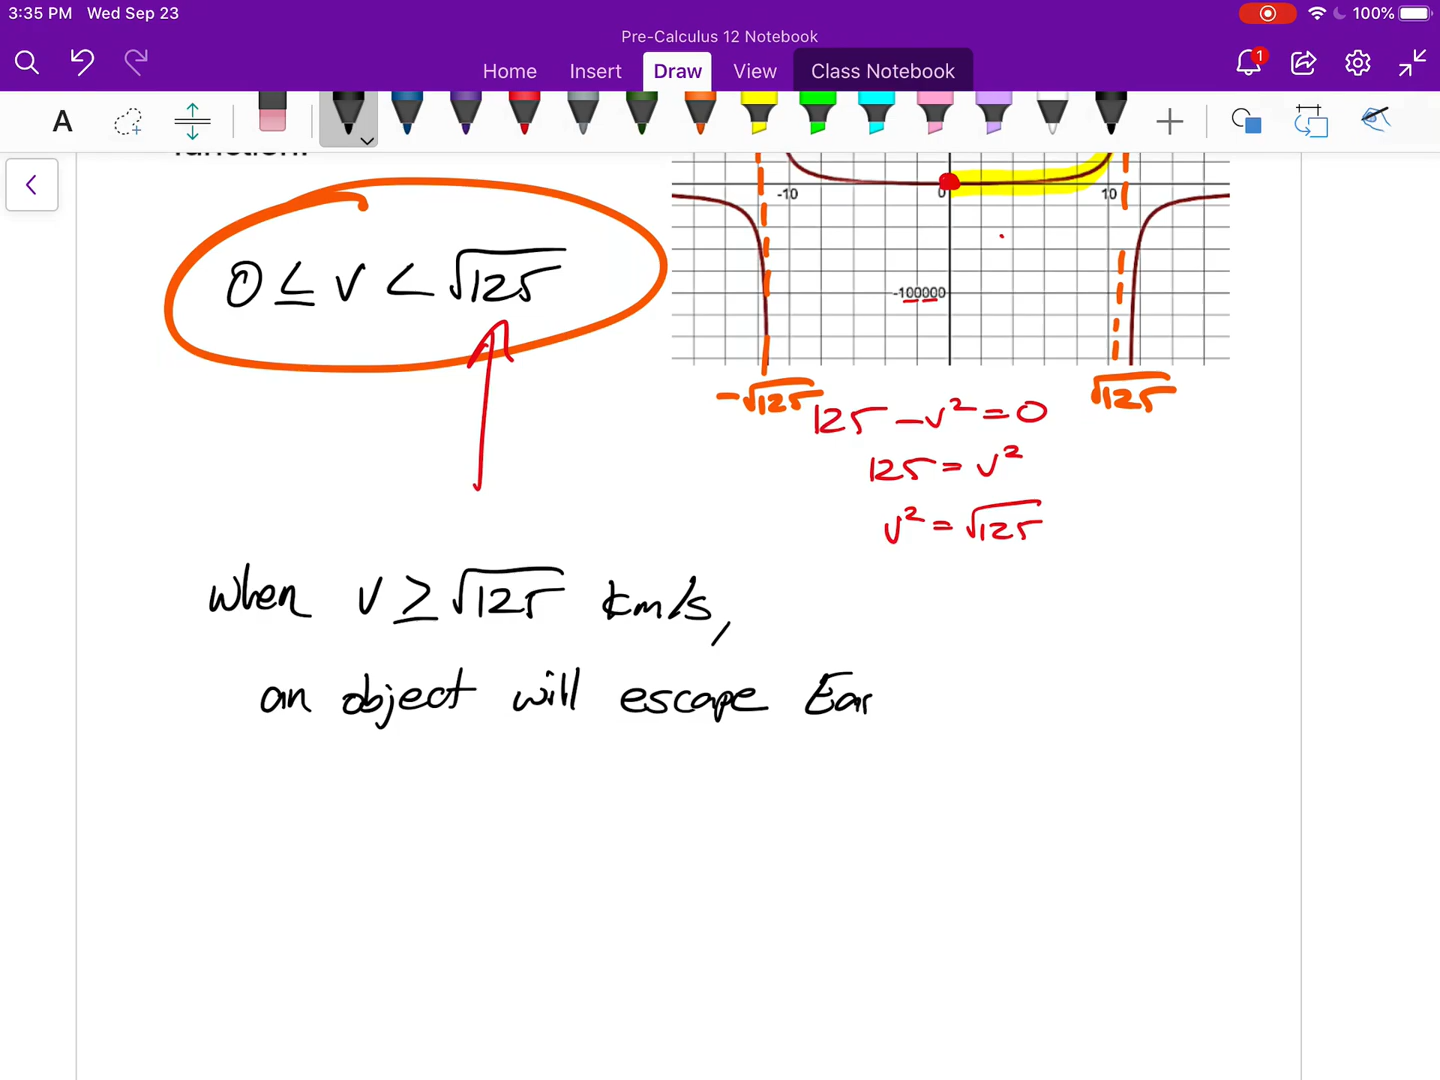 3:35 PM Wed Sep 23
100%
Pre-Calculus 12 Notebook
1
Home Insert Draw View Class Notebook
A
function.
-10 0 10
0 ≤ v < √125
-100000
-√125 √125
125 - v² = 0
125 = v²
v² = √125
when v ≥ √125 km/s,
an object will escape Ear